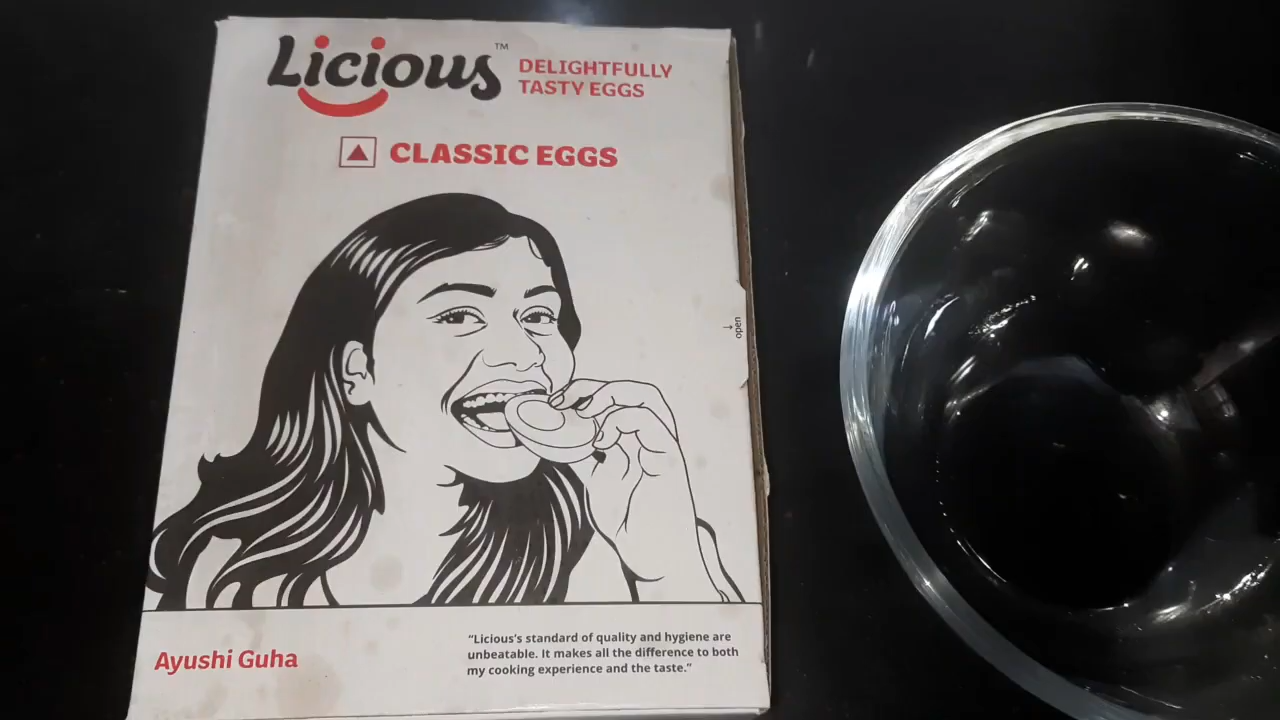 Licious™
DELIGHTFULLY
TASTY EGGS
CLASSIC EGGS
open
Ayushi Guha
"Licious's standard of quality and hygiene are
unbeatable. It makes all the difference to both
my cooking experience and the taste."